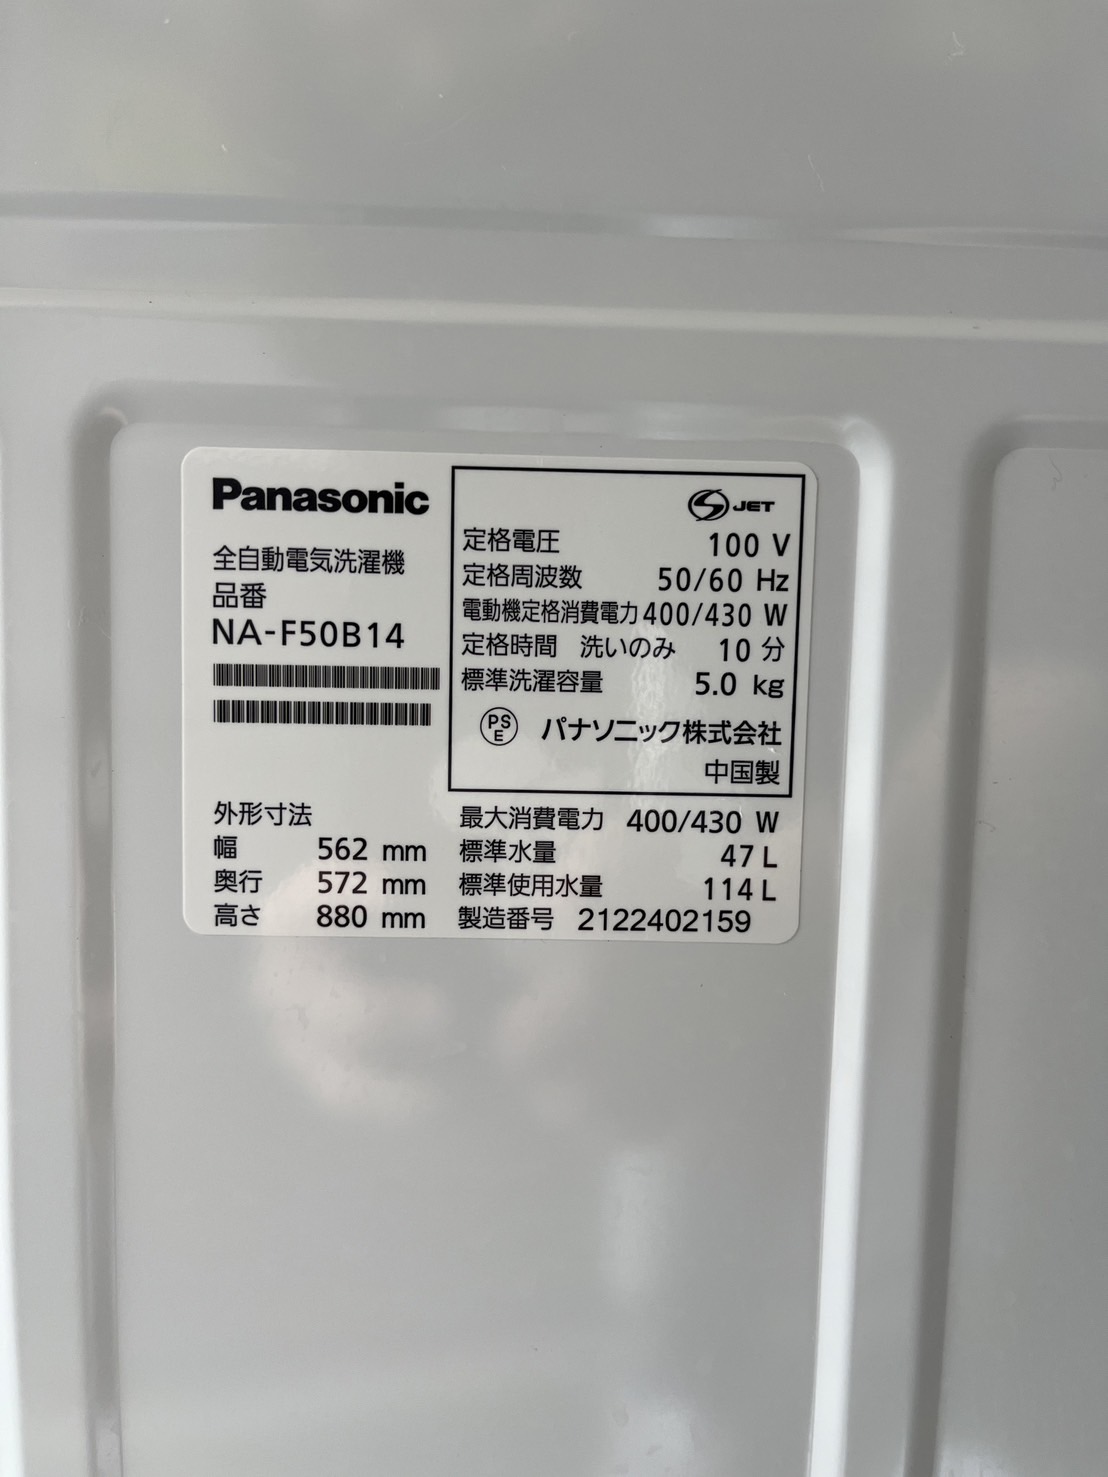 Panasonic
全自動電気洗濯機
品番
NA-F50B14
S JET
定格電圧 100 V
定格周波数 50/60 Hz
電動機定格消費電力 400/430 W
定格時間 洗いのみ 10 分
標準洗濯容量 5.0 kg
PSE パナソニック株式会社
中国製
外形寸法
幅 562 mm
奥行 572 mm
高さ 880 mm
最大消費電力 400/430 W
標準水量 47 L
標準使用水量 114 L
製造番号 2122402159